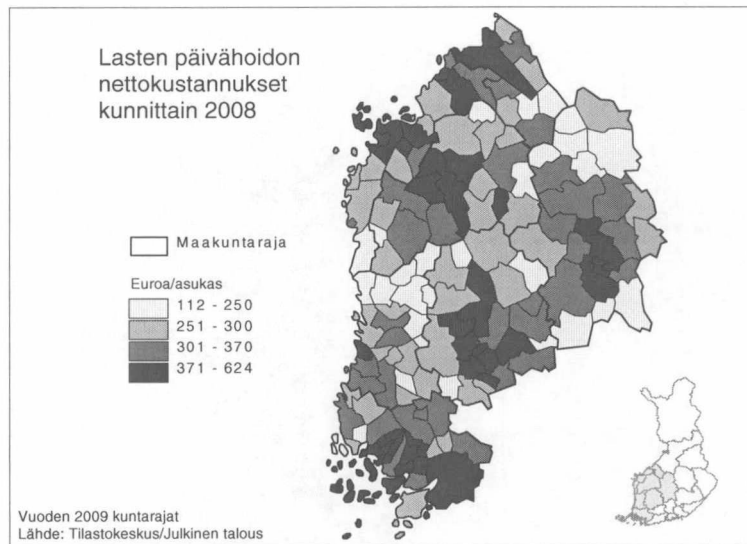 Lasten päivähoidon
nettokustannukset
kunnittain 2008
Maakuntaraja
Euroa/asukas
112 - 250
251 - 300
301 - 370
371 - 624
Vuoden 2009 kuntarajat
Lähde: Tilastokeskus/Julkinen talous